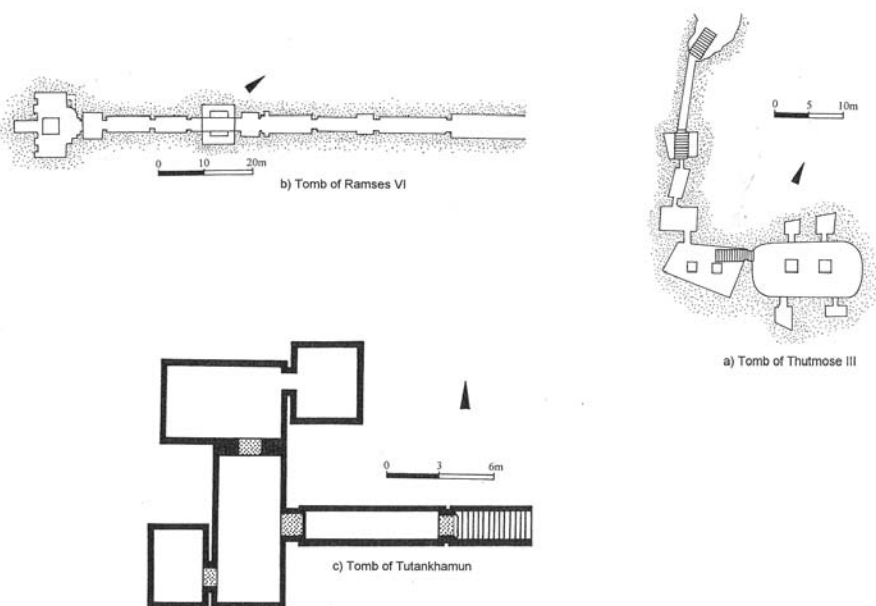 0 10 20m
b) Tomb of Ramses VI
0 5 10m
a) Tomb of Thutmose III
0 3 6m
c) Tomb of Tutankhamun